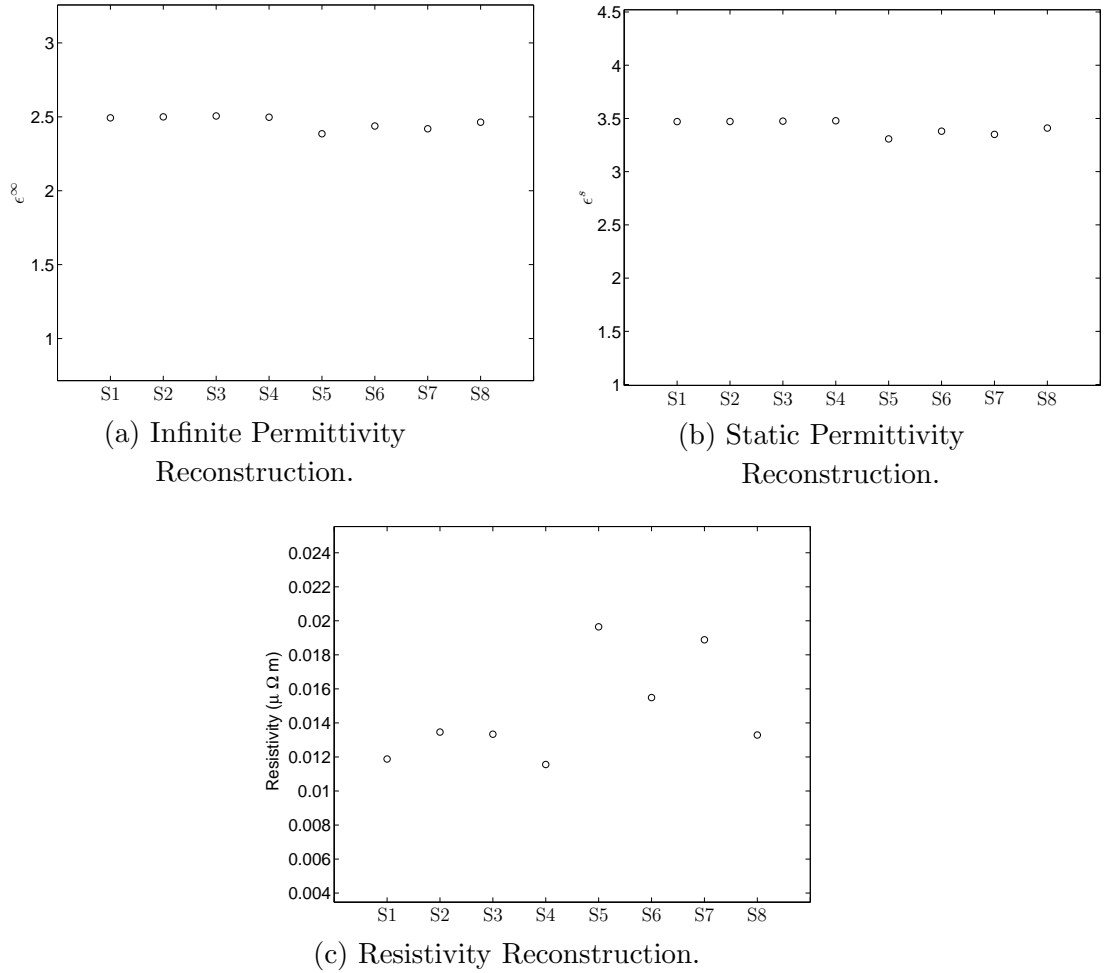 3
2.5
2
1.5
1
ϵ^∞
S1 S2 S3 S4 S5 S6 S7 S8
(a) Infinite Permittivity
Reconstruction.
4.5
4
3.5
3
2.5
2
1.5
1
ϵ^s
S1 S2 S3 S4 S5 S6 S7 S8
(b) Static Permittivity
Reconstruction.
0.024
0.022
0.02
0.018
0.016
0.014
0.012
0.01
0.008
0.006
0.004
Resistivity (μ Ω m)
S1 S2 S3 S4 S5 S6 S7 S8
(c) Resistivity Reconstruction.